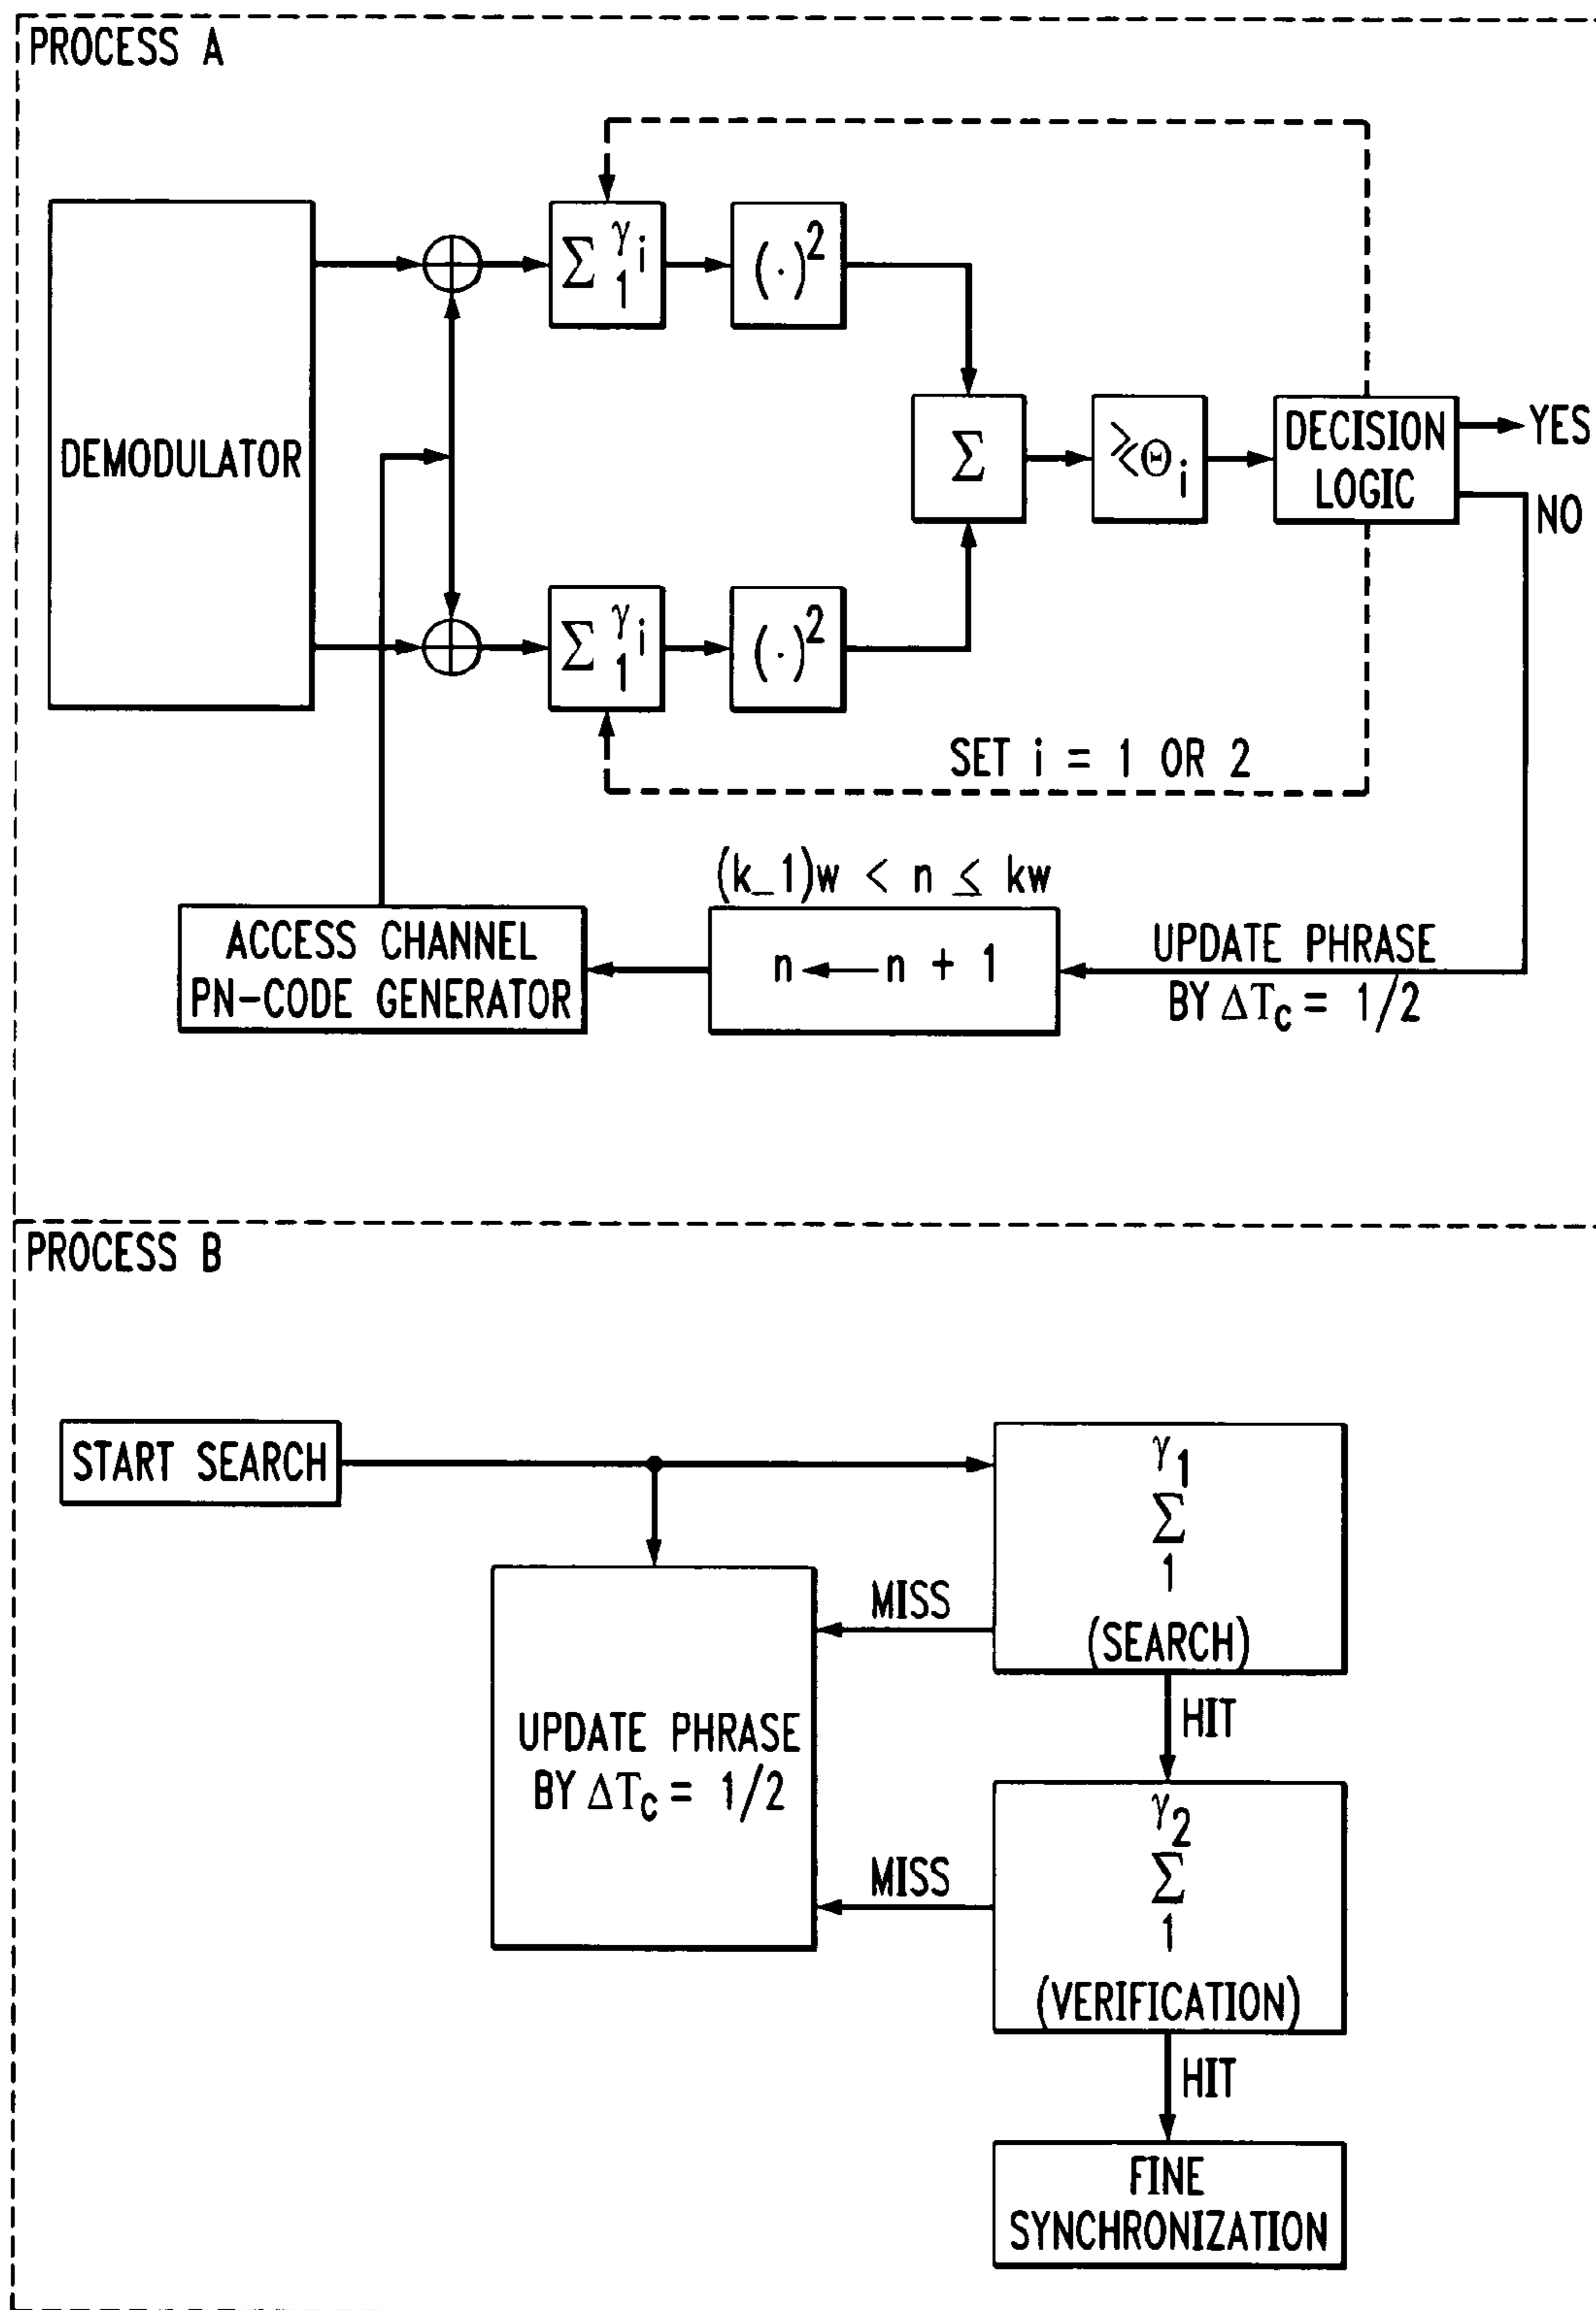 PROCESS A
DEMODULATOR
Σ γi 1
(·)²
Σ γi 1
(·)²
Σ
≷Θi
DECISION
LOGIC
YES
NO
SET i = 1 OR 2
(k_1)w < n ≤ kw
n ← n + 1
UPDATE PHRASE
BY ΔTc = 1/2
ACCESS CHANNEL
PN-CODE GENERATOR
PROCESS B
START SEARCH
γ1
Σ
1
(SEARCH)
MISS
HIT
UPDATE PHRASE
BY ΔTc = 1/2
γ2
Σ
1
(VERIFICATION)
MISS
HIT
FINE
SYNCHRONIZATION